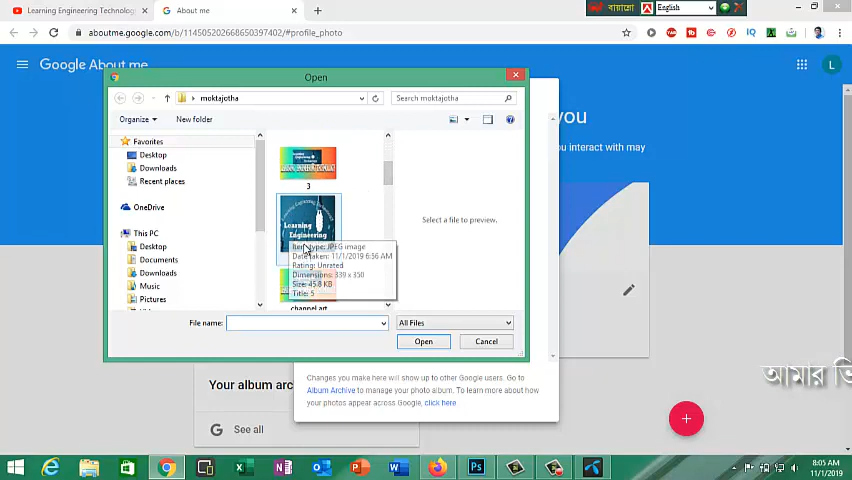 Learning Engineering Technolog
About me
বায়ান্নো
English
aboutme.google.com/b/114505202668650397402/#profile_photo
Google About me
L
you
ou interact with may
Open
moktajotha
Search moktajotha
Organize
New folder
Favorites
Desktop
Downloads
Recent places
OneDrive
This PC
Desktop
Documents
Downloads
Music
Pictures
3
Learning
Engineering
Item type: JPEG image
Date taken: 11/1/2019 6:56 AM
Rating: Unrated
Dimensions: 339 x 350
Size: 45.8 KB
Title: 5
channel art
Select a file to preview.
File name:
All Files
Open
Cancel
Your album arc
See all
Changes you make here will show up to other Google users. Go to
Album Archive to manage your photo album. To learn more about how
your photos appear across Google, click here.
আমার ভি
8:05 AM
11/1/2019